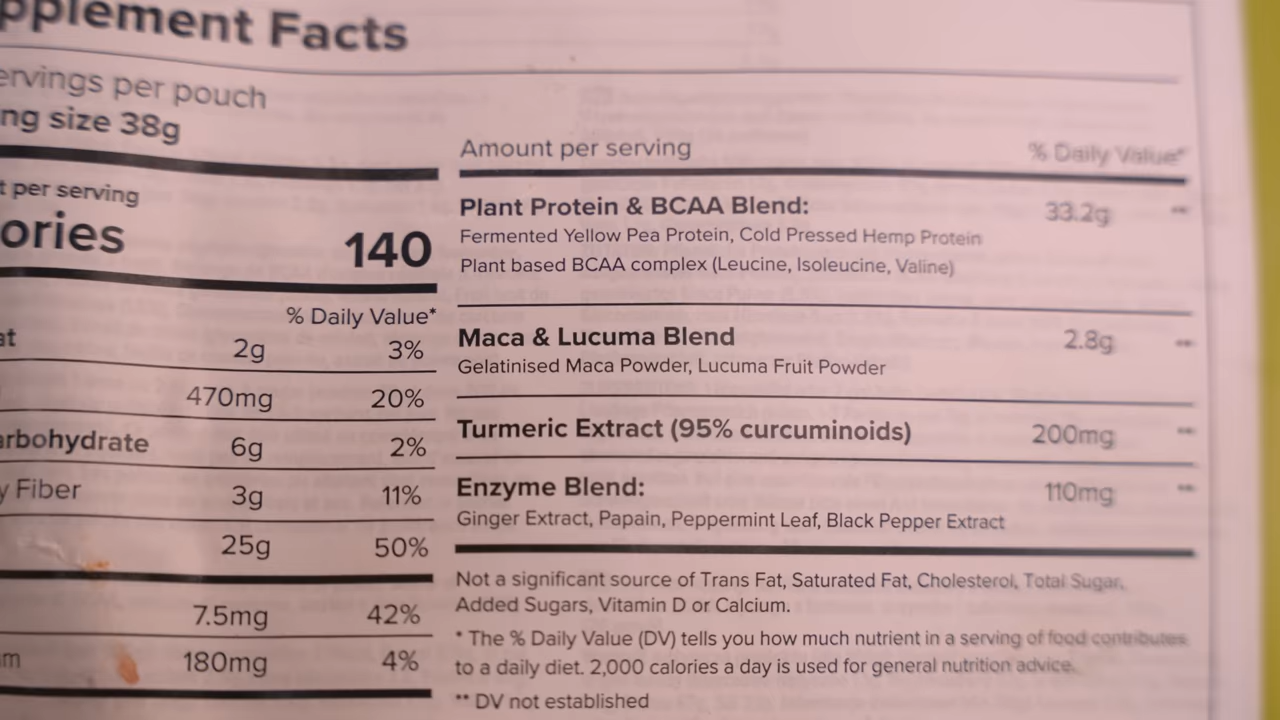 pplement Facts
ervings per pouch
ng size 38g
t per serving
ories 140
% Daily Value*
at 2g 3%
470mg 20%
arbohydrate 6g 2%
y Fiber 3g 11%
25g 50%
7.5mg 42%
m 180mg 4%
Amount per serving % Daily Value*
Plant Protein & BCAA Blend: 33.2g **
Fermented Yellow Pea Protein, Cold Pressed Hemp Protein
Plant based BCAA complex (Leucine, Isoleucine, Valine)
Maca & Lucuma Blend 2.8g **
Gelatinised Maca Powder, Lucuma Fruit Powder
Turmeric Extract (95% curcuminoids) 200mg **
Enzyme Blend: 110mg **
Ginger Extract, Papain, Peppermint Leaf, Black Pepper Extract
Not a significant source of Trans Fat, Saturated Fat, Cholesterol, Total Sugar,
Added Sugars, Vitamin D or Calcium.
* The % Daily Value (DV) tells you how much nutrient in a serving of food contributes
to a daily diet. 2,000 calories a day is used for general nutrition advice.
** DV not established